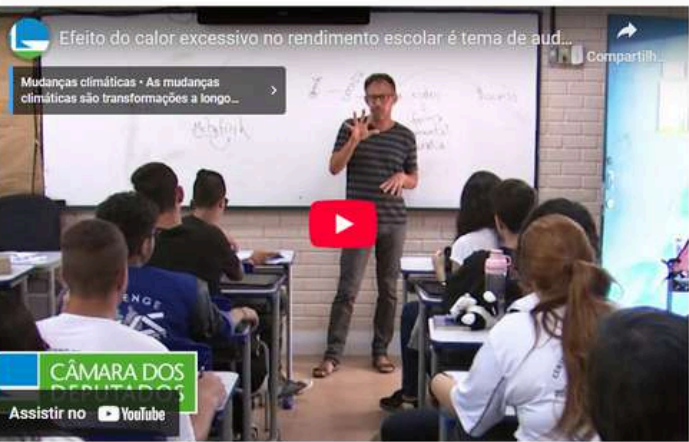 Efeito do calor excessivo no rendimento escolar é tema de aud...
Compartilh...
Mudanças climáticas • As mudanças
climáticas são transformações a longo...
ENGE
CÂMARA DOS
DEPUTADOS
Assistir no YouTube